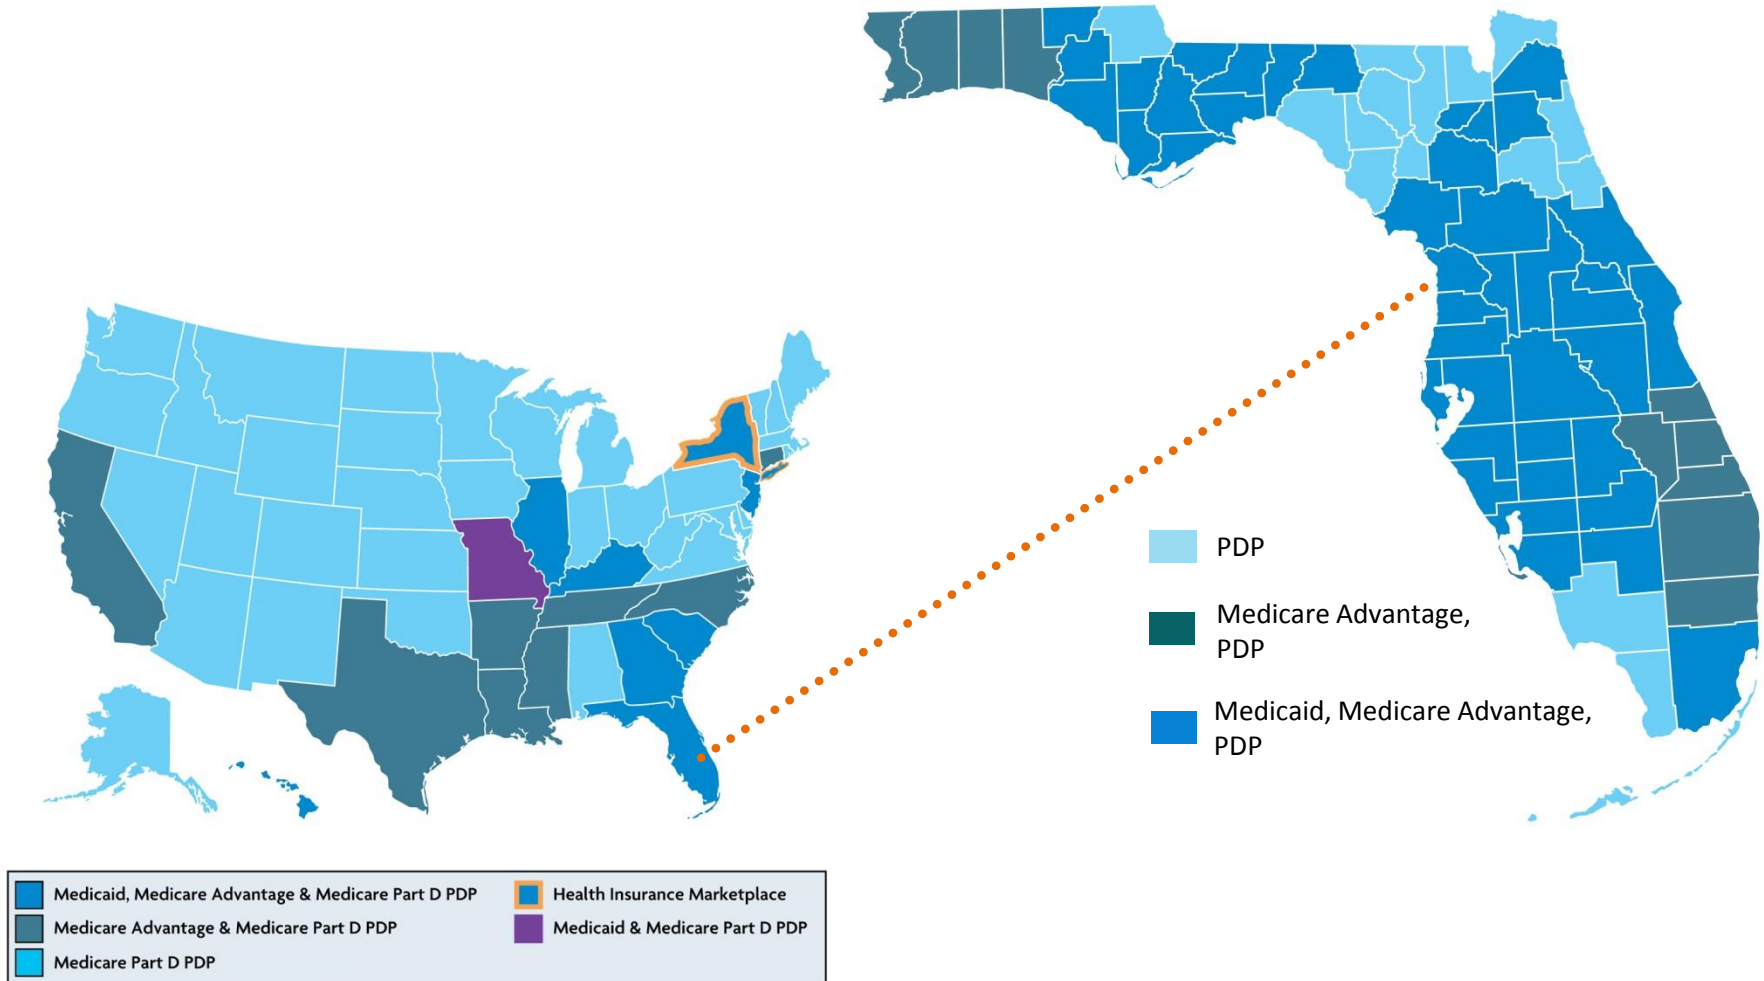 PDP
Medicare Advantage,
PDP
Medicaid, Medicare Advantage,
PDP
Medicaid, Medicare Advantage & Medicare Part D PDP
Medicare Advantage & Medicare Part D PDP
Medicare Part D PDP
Health Insurance Marketplace
Medicaid & Medicare Part D PDP